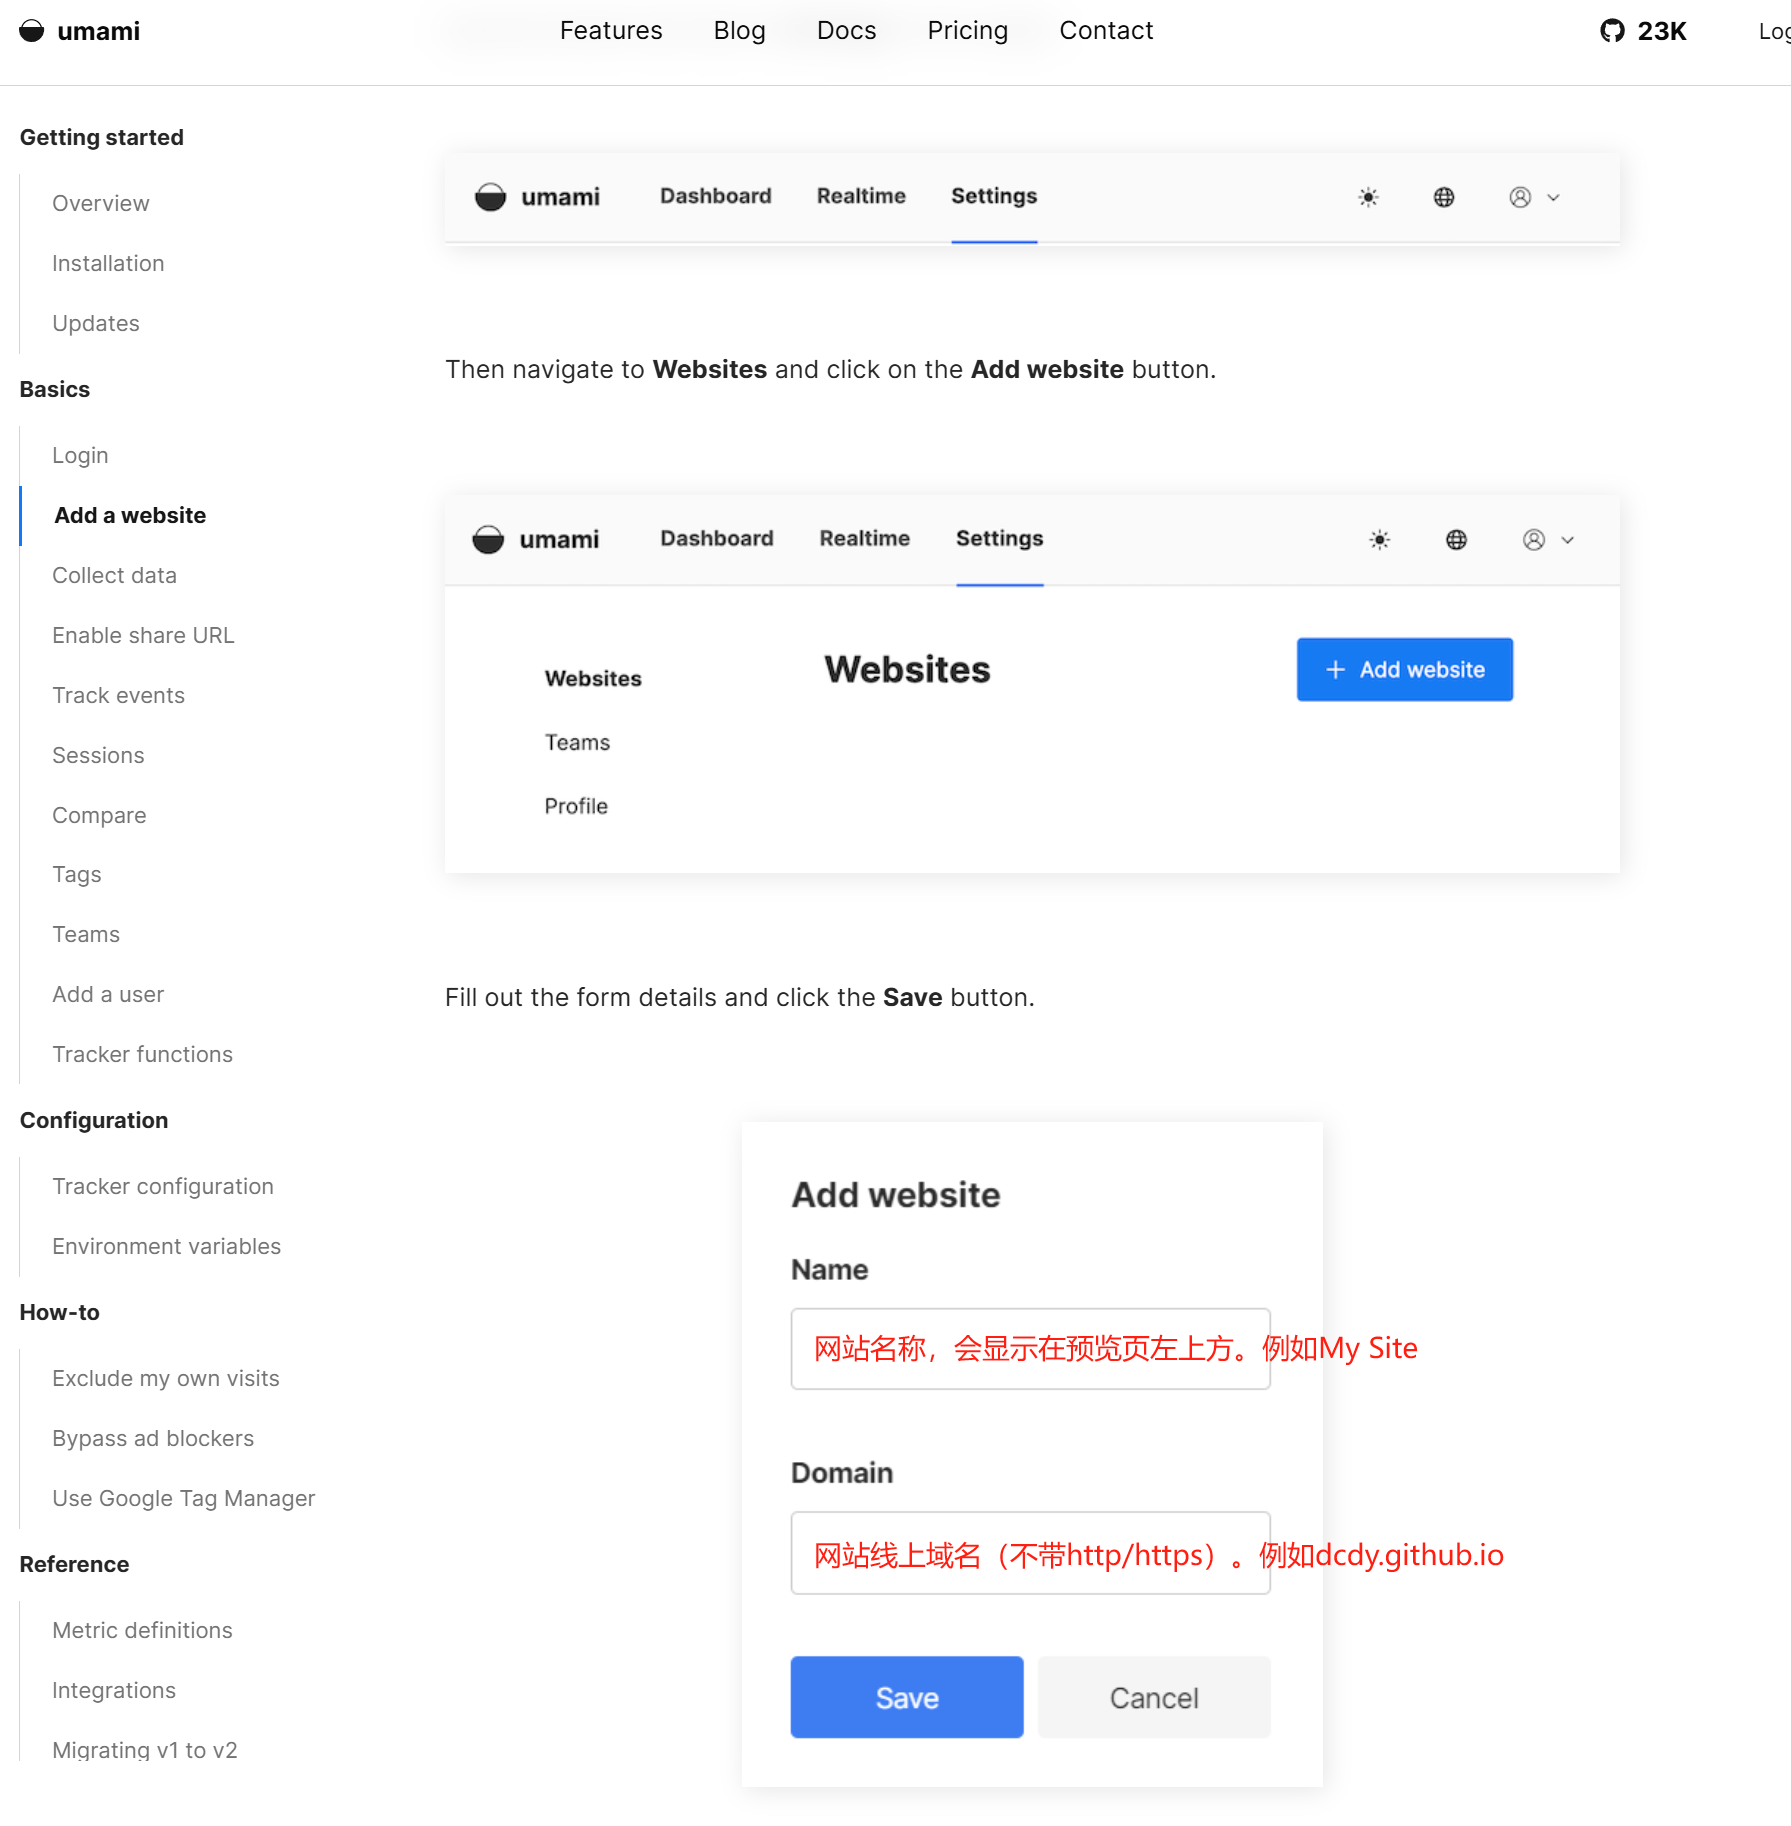 umami
Features
Blog
Docs
Pricing
Contact
23K
Getting started
Overview
Installation
Updates
Basics
Login
Add a website
Collect data
Enable share URL
Track events
Sessions
Compare
Tags
Teams
Add a user
Tracker functions
Configuration
Tracker configuration
Environment variables
How-to
Exclude my own visits
Bypass ad blockers
Use Google Tag Manager
Reference
Metric definitions
Integrations
Migrating v1 to v2
umami
Dashboard
Realtime
Settings
Then navigate to Websites and click on the Add website button.
umami
Dashboard
Realtime
Settings
Websites
Teams
Profile
Websites
+ Add website
Fill out the form details and click the Save button.
Add website
Name
网站名称，会显示在预览页左上方。例如My Site
Domain
网站线上域名（不带http/https）。例如dcdy.github.io
Save
Cancel